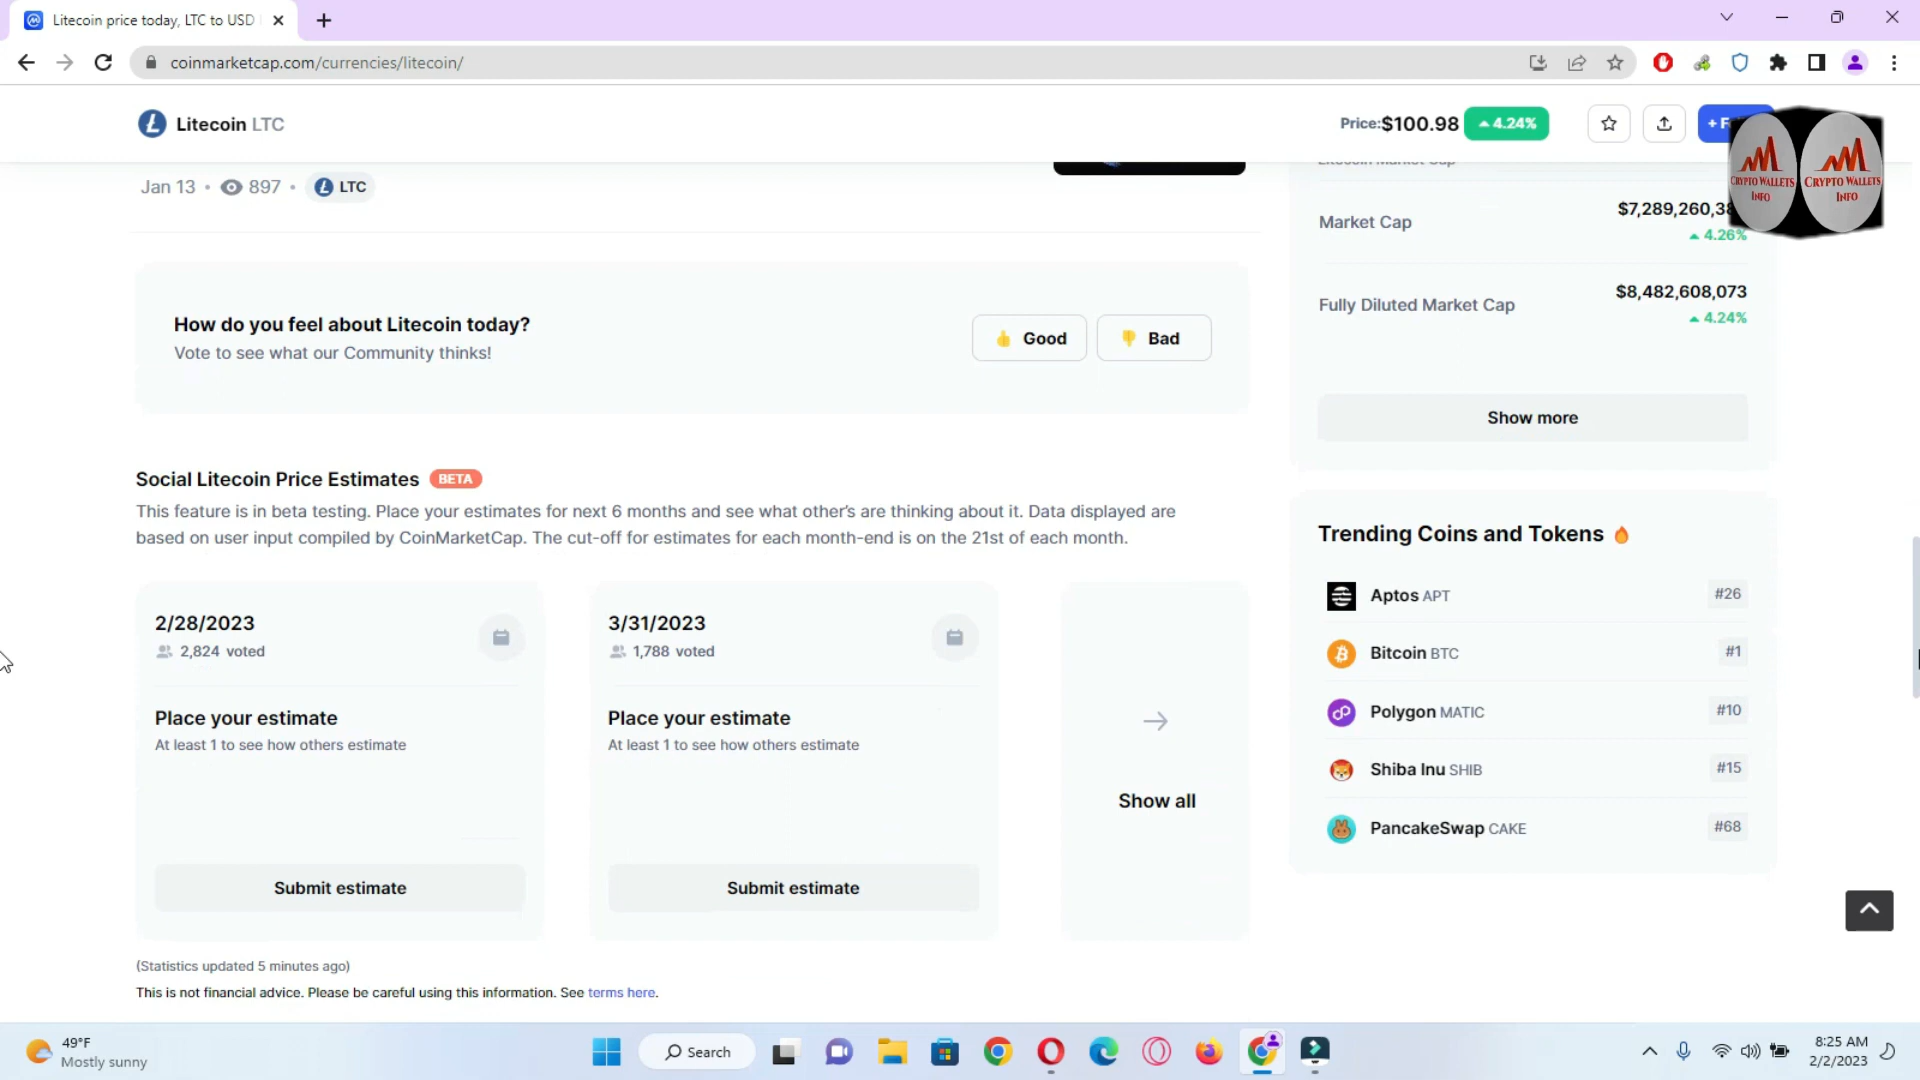 Litecoin price today, LTC to USD
coinmarketcap.com/currencies/litecoin/
Litecoin LTC
Price:$100.98 4.24%
+
CRYPTO WALLETS INFO
CRYPTO WALLETS INFO
Jan 13 • 897 • LTC
Litecoin Market Cap
Market Cap
$7,289,260,3
4.26%
Fully Diluted Market Cap
$8,482,608,073
4.24%
Show more
How do you feel about Litecoin today?
Vote to see what our Community thinks!
Good
Bad
Social Litecoin Price Estimates BETA
This feature is in beta testing. Place your estimates for next 6 months and see what other's are thinking about it. Data displayed are
based on user input compiled by CoinMarketCap. The cut-off for estimates for each month-end is on the 21st of each month.
2/28/2023
2,824 voted
Place your estimate
At least 1 to see how others estimate
Submit estimate
3/31/2023
1,788 voted
Place your estimate
At least 1 to see how others estimate
Submit estimate
Show all
Trending Coins and Tokens
Aptos APT #26
Bitcoin BTC #1
Polygon MATIC #10
Shiba Inu SHIB #15
PancakeSwap CAKE #68
(Statistics updated 5 minutes ago)
This is not financial advice. Please be careful using this information. See terms here.
49°F
Mostly sunny
Search
8:25 AM
2/2/2023